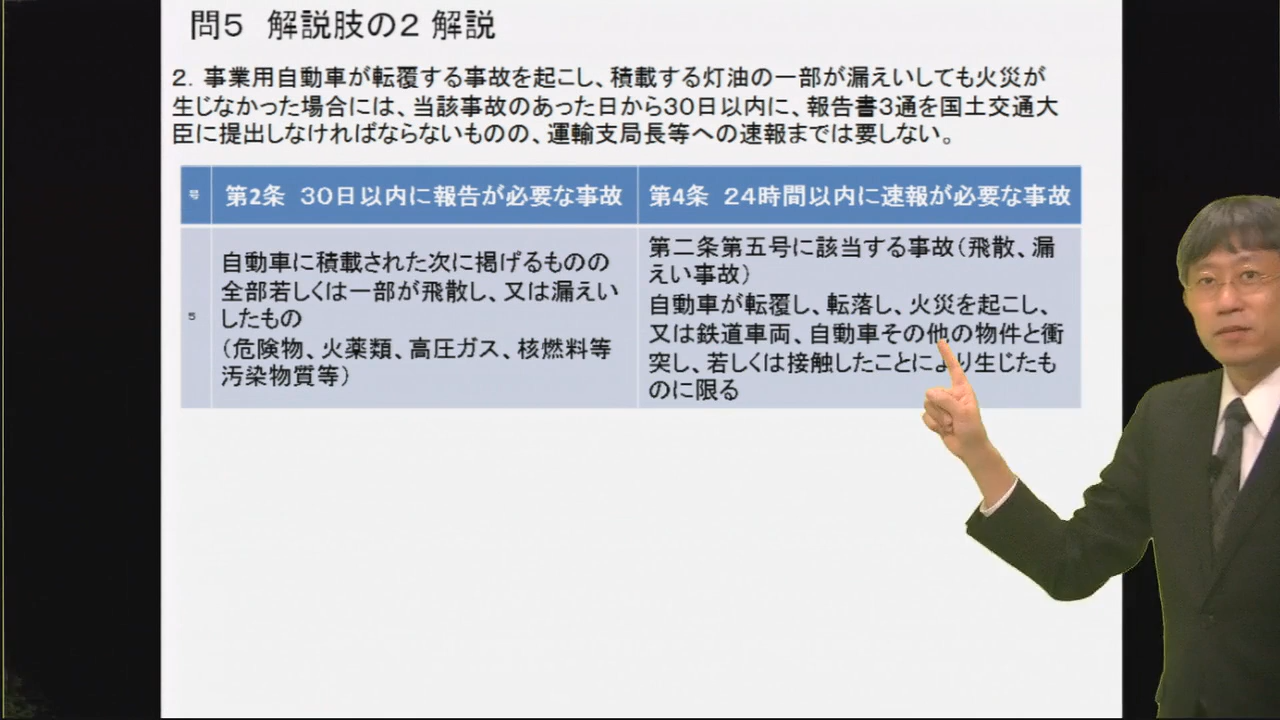 問5 解説肢の2 解説
2．事業用自動車が転覆する事故を起こし、積載する灯油の一部が漏えいしても火災が
生じなかった場合には、当該事故のあった日から30日以内に、報告書3通を国土交通大
臣に提出しなければならないものの、運輸支局長等への速報までは要しない。
号
第2条 30日以内に報告が必要な事故
第4条 24時間以内に速報が必要な事故
5
自動車に積載された次に掲げるものの
全部若しくは一部が飛散し、又は漏えい
したもの
（危険物、火薬類、高圧ガス、核燃料等
汚染物質等）
第二条第五号に該当する事故（飛散、漏
えい事故）
自動車が転覆し、転落し、火災を起こし、
又は鉄道車両、自動車その他の物件と衝
突し、若しくは接触したことにより生じたも
のに限る